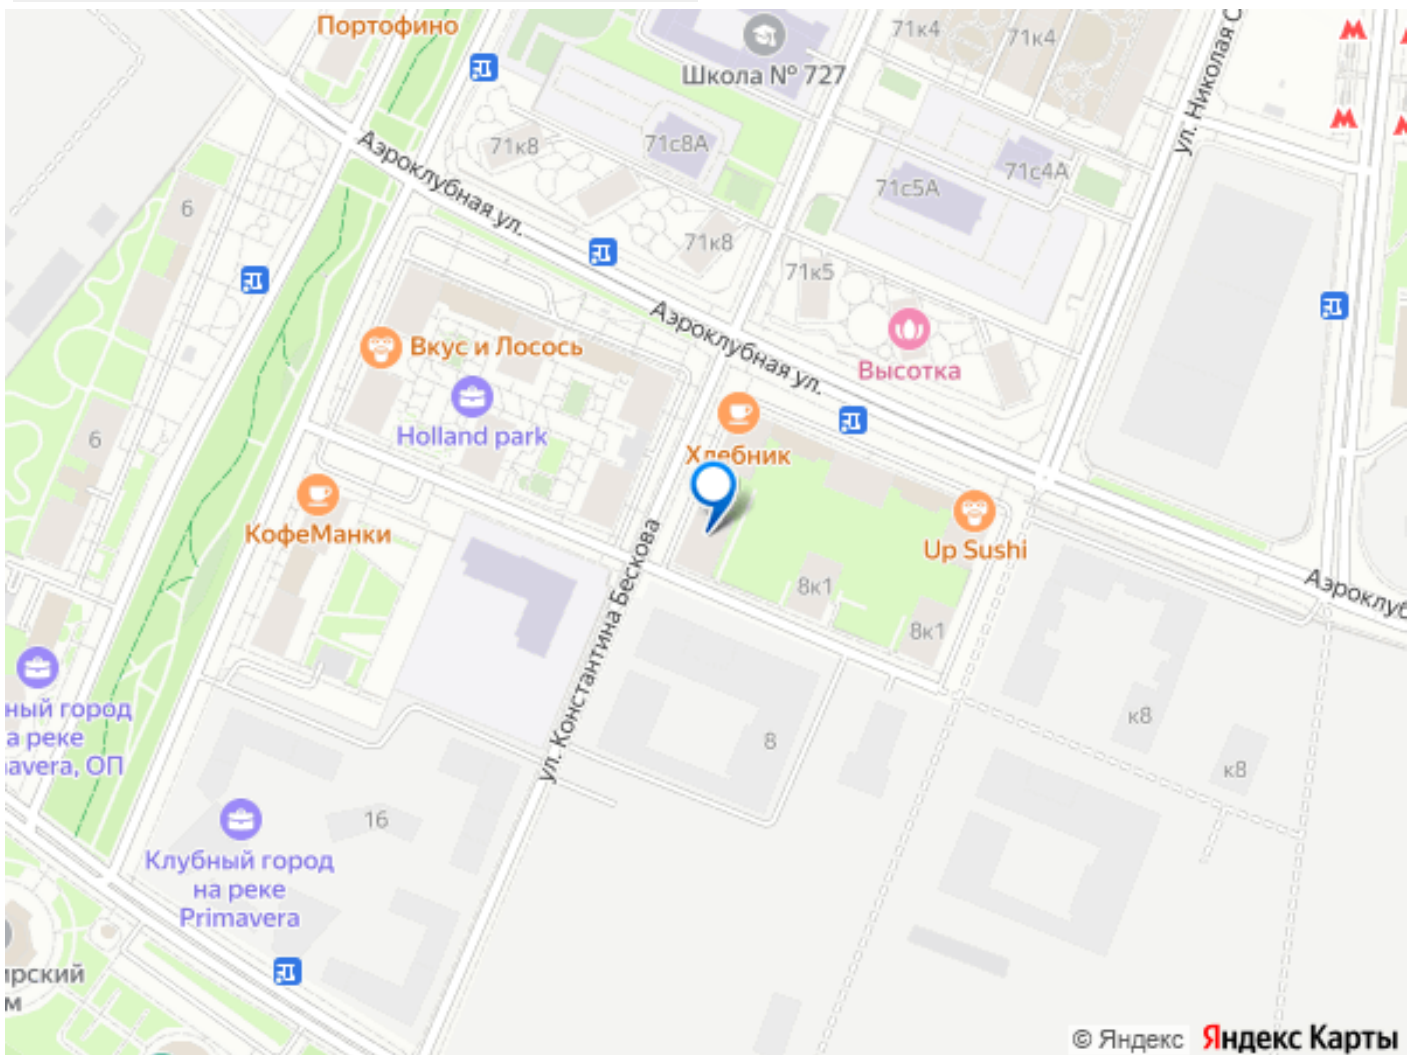 Портофино
Школа № 727
71к4
71к4
ул. Николая С
71к8
71с8А
71с4А
71с5А
6
Аэроклубная ул.
71к8
71к5
Аэроклубная ул.
Вкус и Лосось
Высотка
Holland park
6
Хлебник
КофеМанки
Up Sushi
8к1
Аэроклуб
8к1
ул. Константина Бескова
ный город
а реке
avera, ОП
к8
8
к8
16
Клубный город
на реке
Primavera
ирский
м
© Яндекс Яндекс Карты